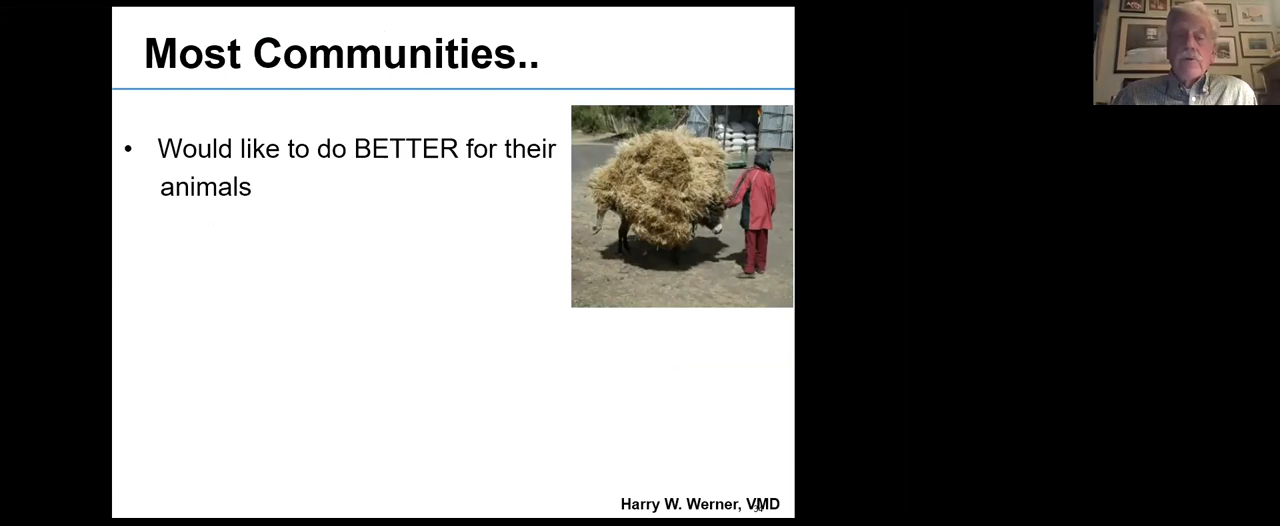 Most Communities..
• Would like to do BETTER for their
animals
Harry W. Werner, VMD